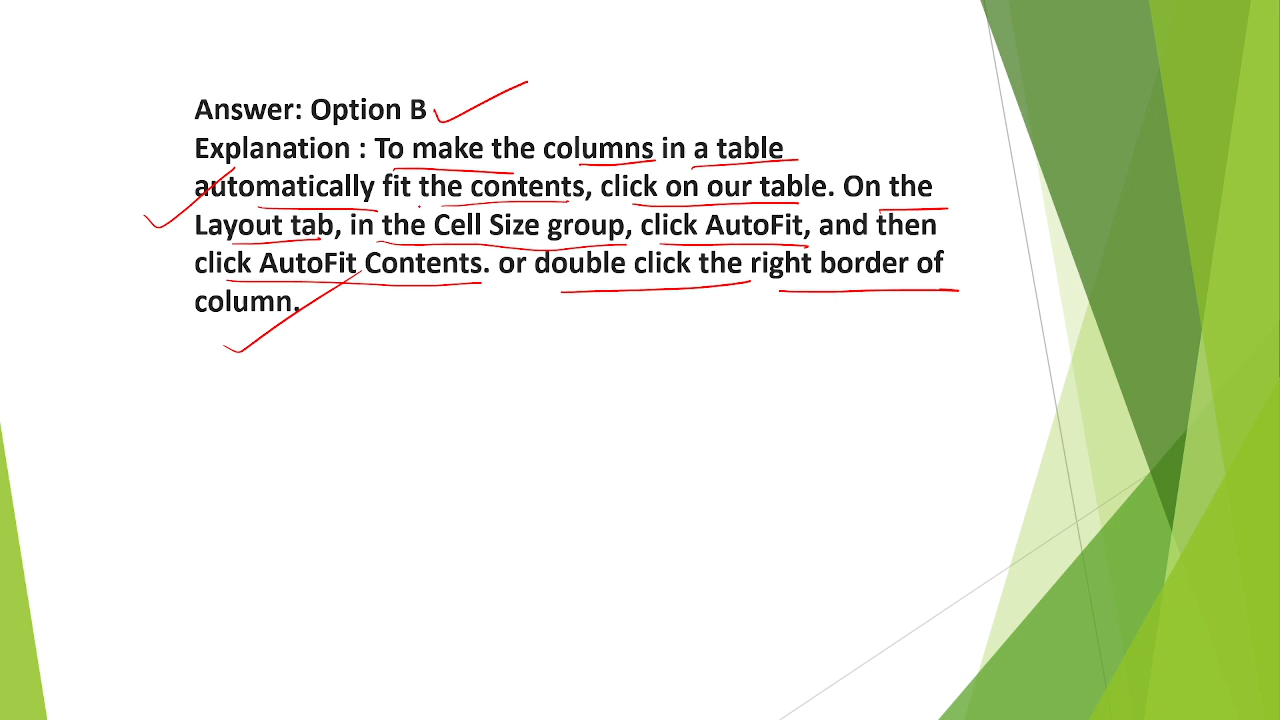 Answer: Option B
Explanation : To make the columns in a table
automatically fit the contents, click on our table. On the
Layout tab, in the Cell Size group, click AutoFit, and then
click AutoFit Contents. or double click the right border of
column.